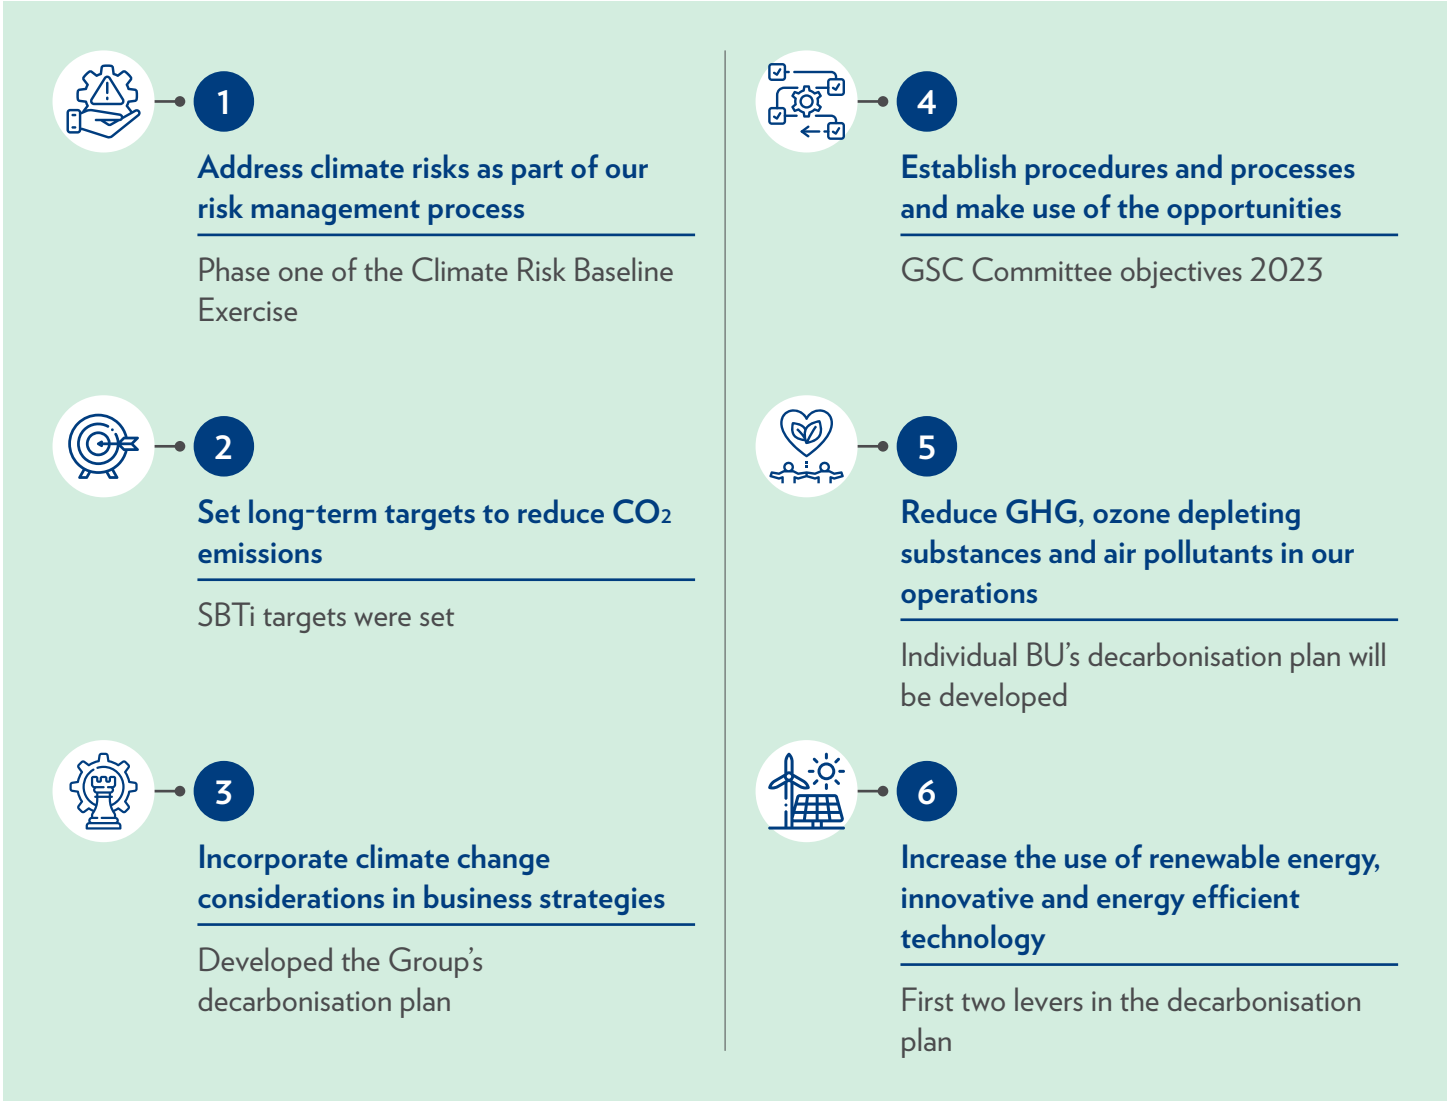 1
Address climate risks as part of our
risk management process
Phase one of the Climate Risk Baseline
Exercise
2
Set long-term targets to reduce CO₂
emissions
SBTi targets were set
3
Incorporate climate change
considerations in business strategies
Developed the Group’s
decarbonisation plan
4
Establish procedures and processes
and make use of the opportunities
GSC Committee objectives 2023
5
Reduce GHG, ozone depleting
substances and air pollutants in our
operations
Individual BU’s decarbonisation plan will
be developed
6
Increase the use of renewable energy,
innovative and energy efficient
technology
First two levers in the decarbonisation
plan